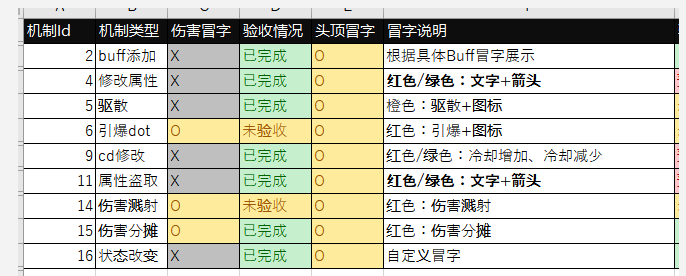 机制Id 机制类型 伤害冒字 验收情况 头顶冒字 冒字说明
2 buff添加 X 已完成 O 根据具体Buff冒字展示
4 修改属性 X 已完成 O 红色/绿色：文字+箭头
5 驱散 X 已完成 O 橙色：驱散+图标
6 引爆dot O 未验收 O 红色：引爆+图标
9 cd修改 X 已完成 O 红色/绿色：冷却增加、冷却减少
11 属性盗取 X 已完成 O 红色/绿色：文字+箭头
14 伤害溅射 O 未验收 O 红色：伤害溅射
15 伤害分摊 O 已完成 O 红色：伤害分摊
16 状态改变 X 已完成 O 自定义冒字